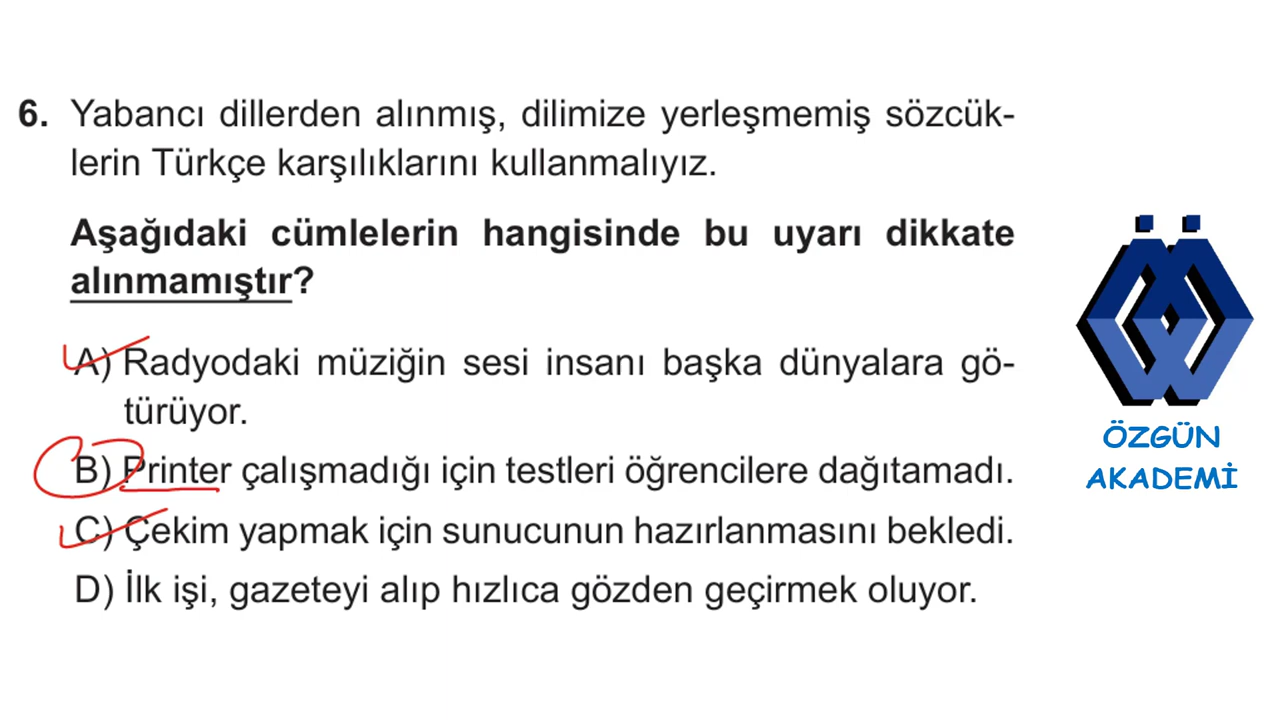 6. Yabancı dillerden alınmış, dilimize yerleşmemiş sözcük-
lerin Türkçe karşılıklarını kullanmalıyız.
Aşağıdaki cümlelerin hangisinde bu uyarı dikkate
alınmamıştır?
A) Radyodaki müziğin sesi insanı başka dünyalara gö-
türüyor.
B) Printer çalışmadığı için testleri öğrencilere dağıtamadı.
C) Çekim yapmak için sunucunun hazırlanmasını bekledi.
D) İlk işi, gazeteyi alıp hızlıca gözden geçirmek oluyor.
ÖZGÜN
AKADEMİ